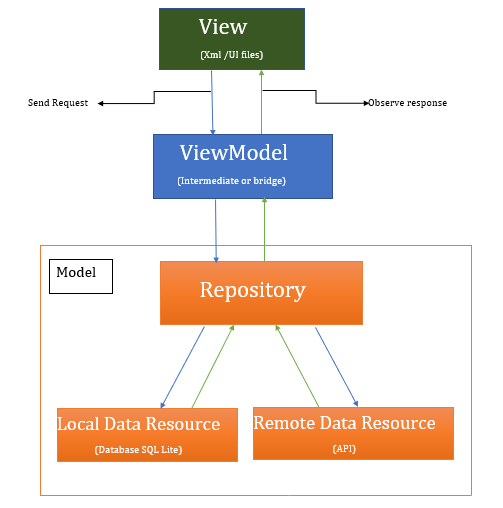 View
(Xml /UI files)
Send Request
Observe response
ViewModel
(Intermediate or bridge)
Model
Repository
Local Data Resource
(Database SQL Lite)
Remote Data Resource
(API)